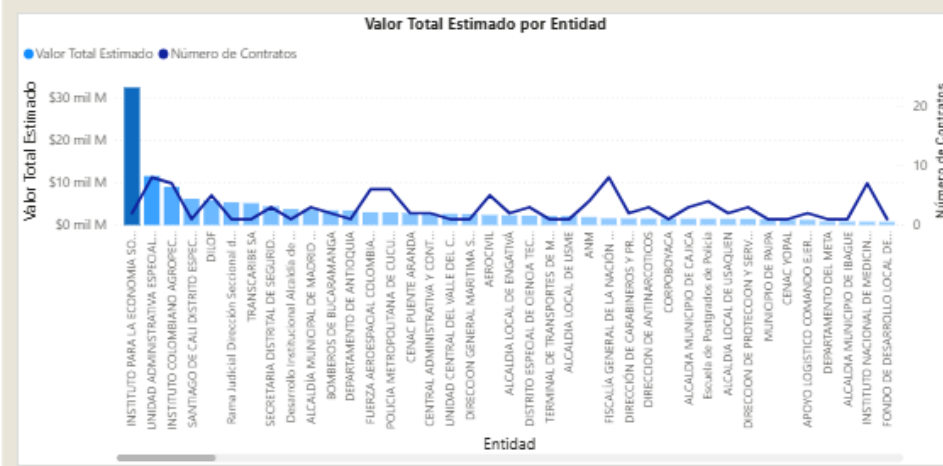 Valor Total Estimado por Entidad
Valor Total Estimado Número de Contratos
Valor Total Estimado
$30 mil M
$20 mil M
$10 mil M
$0 mil M
20
10
0
Número de Contratos
INSTITUTO PARA LA ECONOMIA SO...
UNIDAD ADMINISTRATIVA ESPECIAL...
INSTITUTO COLOMBIANO AGROPEC...
SANTIAGO DE CALI DISTRITO ESPEC...
DILOF
Rama Judicial Dirección Seccional d...
TRANSCARIBE SA
SECRETARIA DISTRITAL DE SEGURID...
Desarrollo Institucional Alcaldia de...
ALCALDÍA MUNICIPAL DE MADRID ...
BOMBEROS DE BUCARAMANGA
DEPARTAMENTO DE ANTIOQUIA
FUERZA AEROESPACIAL COLOMBIA...
POLICIA METROPOLITANA DE CUCU...
CENAC PUENTE ARANDA
CENTRAL ADMINISTRATIVA Y CONT...
UNIDAD CENTRAL DEL VALLE DEL C...
DIRECCON GENERAL MARITIMA S...
AEROCIVIL
ALCALDIA LOCAL DE ENGATIVÁ
DISTRITO ESPECIAL DE CIENCIA TEC...
TERMINAL DE TRANSPORTES DE M...
ALCALDIA LOCAL DE USME
ANM
FISCALÍA GENERAL DE LA NACIÓN ...
DIRECCIÓN DE CARABINEROS Y PR...
DIRECCION DE ANTINARCOTICOS
CORPOBOYACA
ALCALDIA MUNICIPIO DE CAJICA
Escuela de Postgrados de Policía
ALCALDIA LOCAL DE USAQUEN
DIRECCION DE PROTECCION Y SERV...
MUNICIPIO DE PAIPA
CENAC YOPAL
APOYO LOGISTICO COMANDO EJER...
DEPARTAMENTO DEL META
ALCALDIA MUNICIPIO DE IBAGUE
INSTITUTO NACIONAL DE MEDICIN...
FONDO DE DESARROLLO LOCAL DE...
Entidad